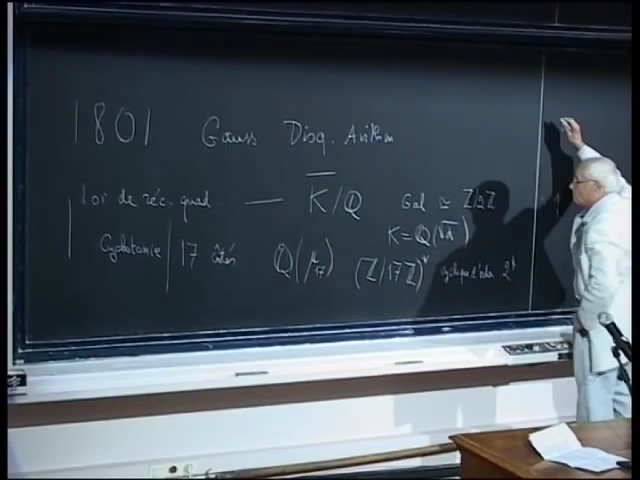 1801 Gauss Disq. Arithm
Loi de réc. quad. — K/Q Gal ≃ Z/2Z
K=Q(√d)
Cyclotomie 17 côtés Q(μ17) (Z/17Z)* cyclique d'ordre 2⁴